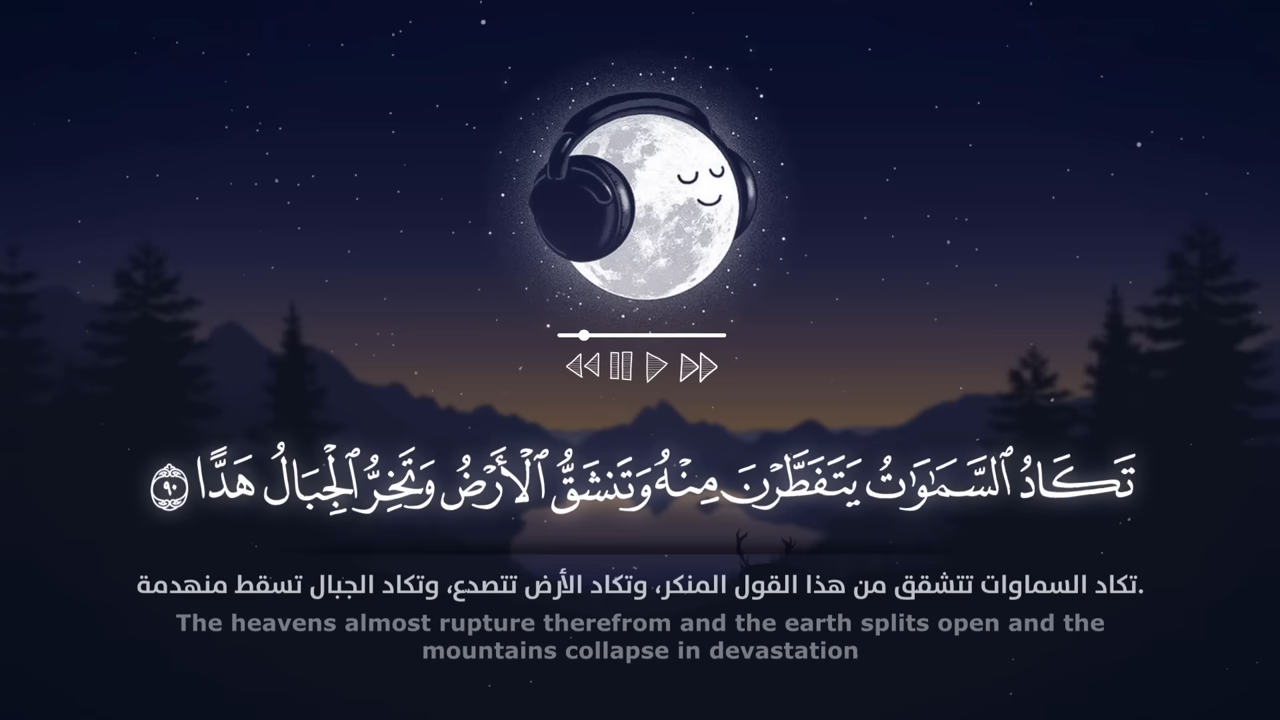 تَكَادُ ٱلسَّمَـٰوَٰتُ يَتَفَطَّرْنَ مِنْهُ وَتَنشَقُّ ٱلْأَرْضُ وَتَخِرُّ ٱلْجِبَالُ هَدًّا ٩٠
تكاد السماوات تتشقق من هذا القول المنكر، وتكاد الأرض تتصدع، وتكاد الجبال تسقط منهدمة.
The heavens almost rupture therefrom and the earth splits open and the
mountains collapse in devastation